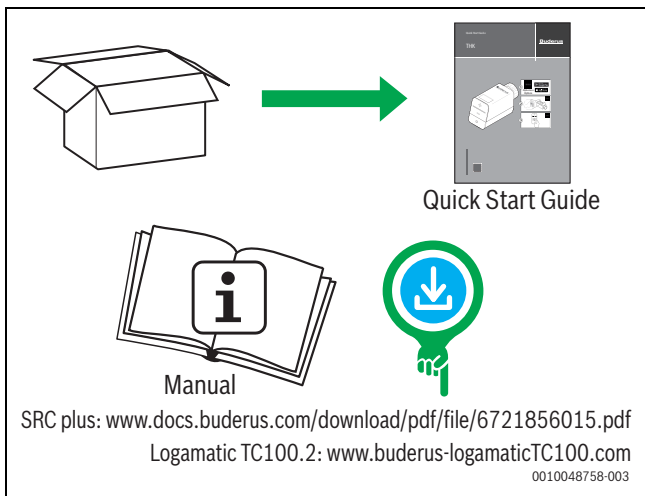 Buderus
THK
Quick Start Guide
i
Manual
SRC plus: www.docs.buderus.com/download/pdf/file/6721856015.pdf
Logamatic TC100.2: www.buderus-logamaticTC100.com
0010048758-003